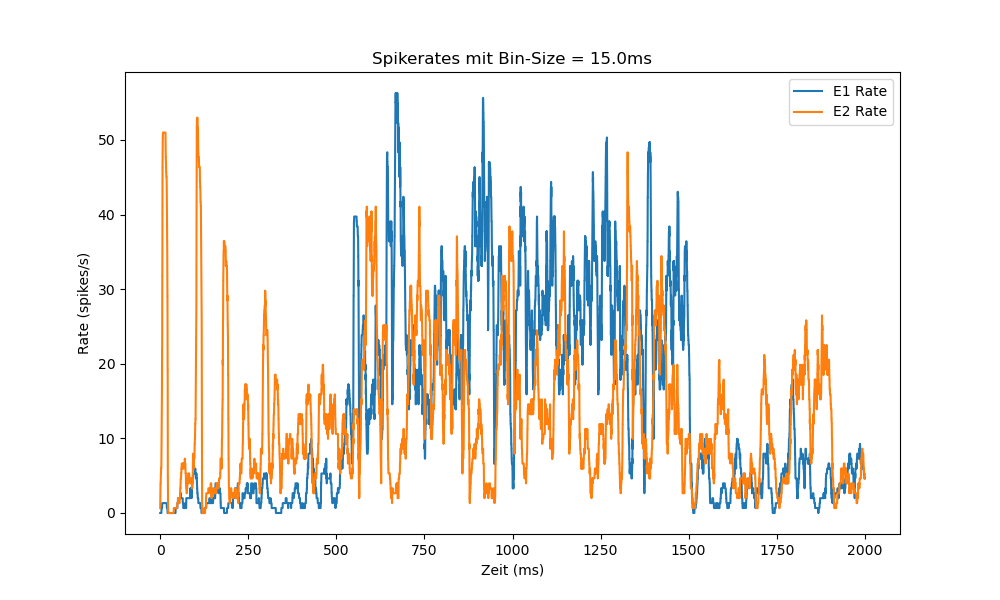 Spikerates mit Bin-Size = 15.0ms
E1 Rate
E2 Rate
Rate (spikes/s)
50
40
30
20
10
0
0 250 500 750 1000 1250 1500 1750 2000
Zeit (ms)